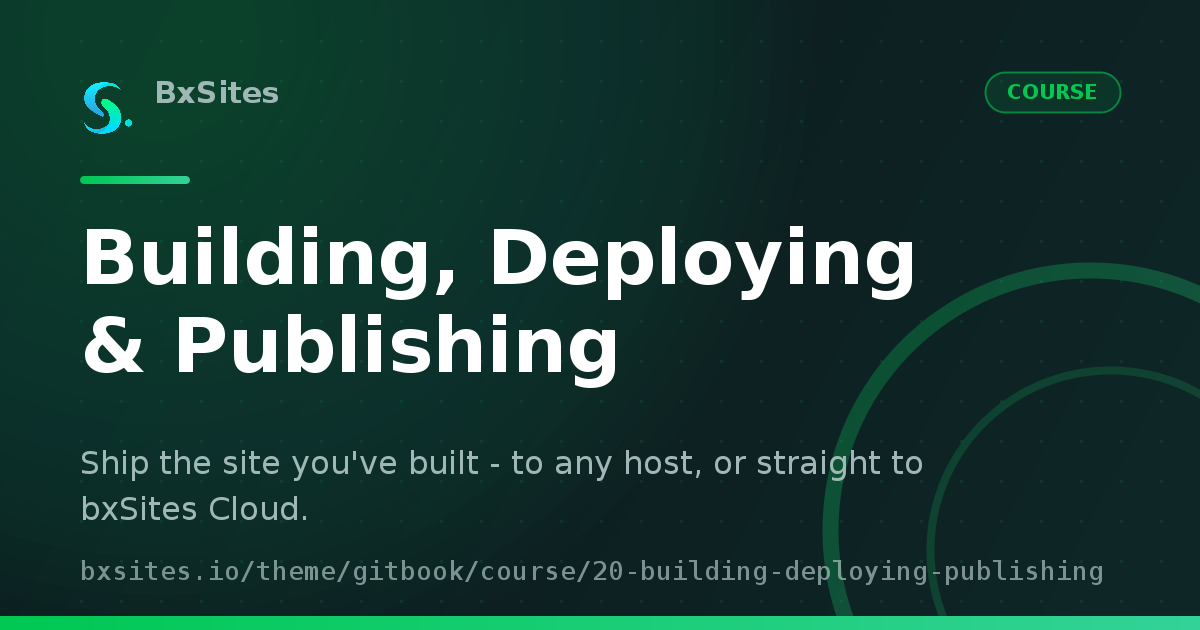 BxSites
COURSE
Building, Deploying
& Publishing
Ship the site you've built - to any host, or straight to
bxSites Cloud.
bxsites.io/theme/gitbook/course/20-building-deploying-publishing